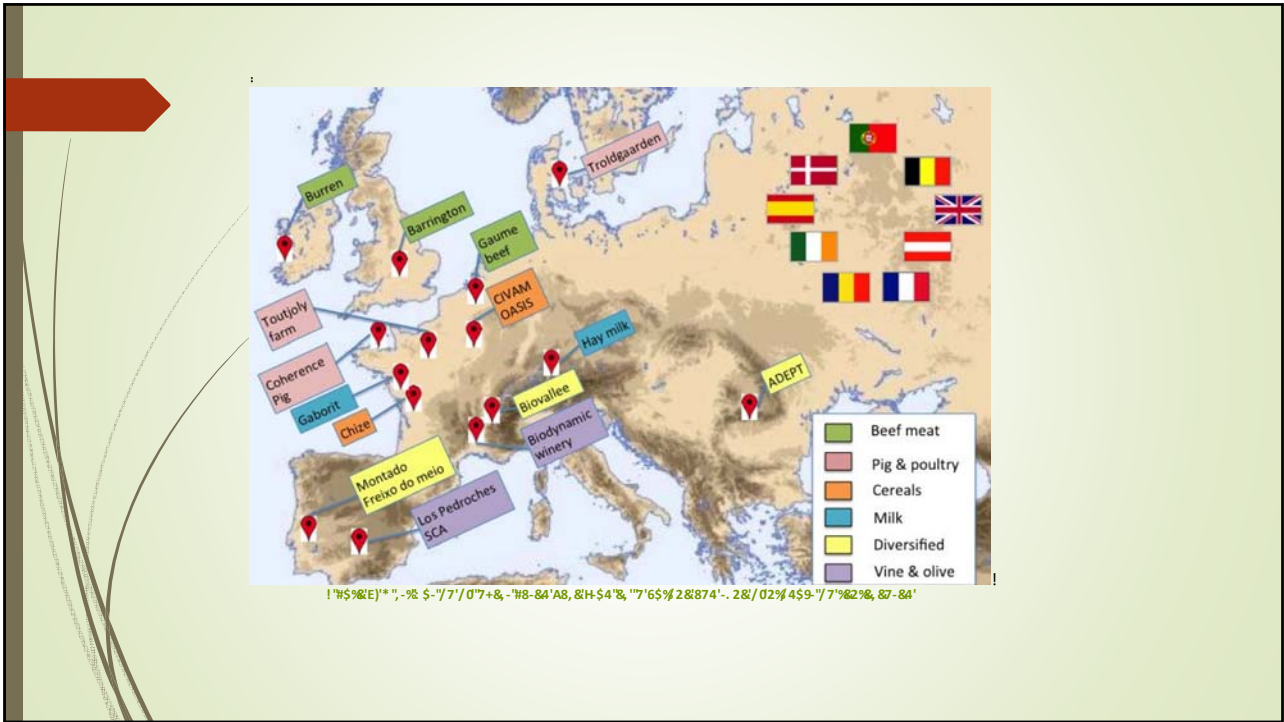 :
Troldgaarden
Burren
Barrington
Gaume
beef
CIVAM
OASIS
Toutjoly
farm
Hay milk
Coherence
Pig
ADEPT
Gaborit
Biovallee
Chize
Biodynamic
winery
Montado
Freixo do meio
Los Pedroches
SCA
Beef meat
Pig & poultry
Cereals
Milk
Diversified
Vine & olive
!